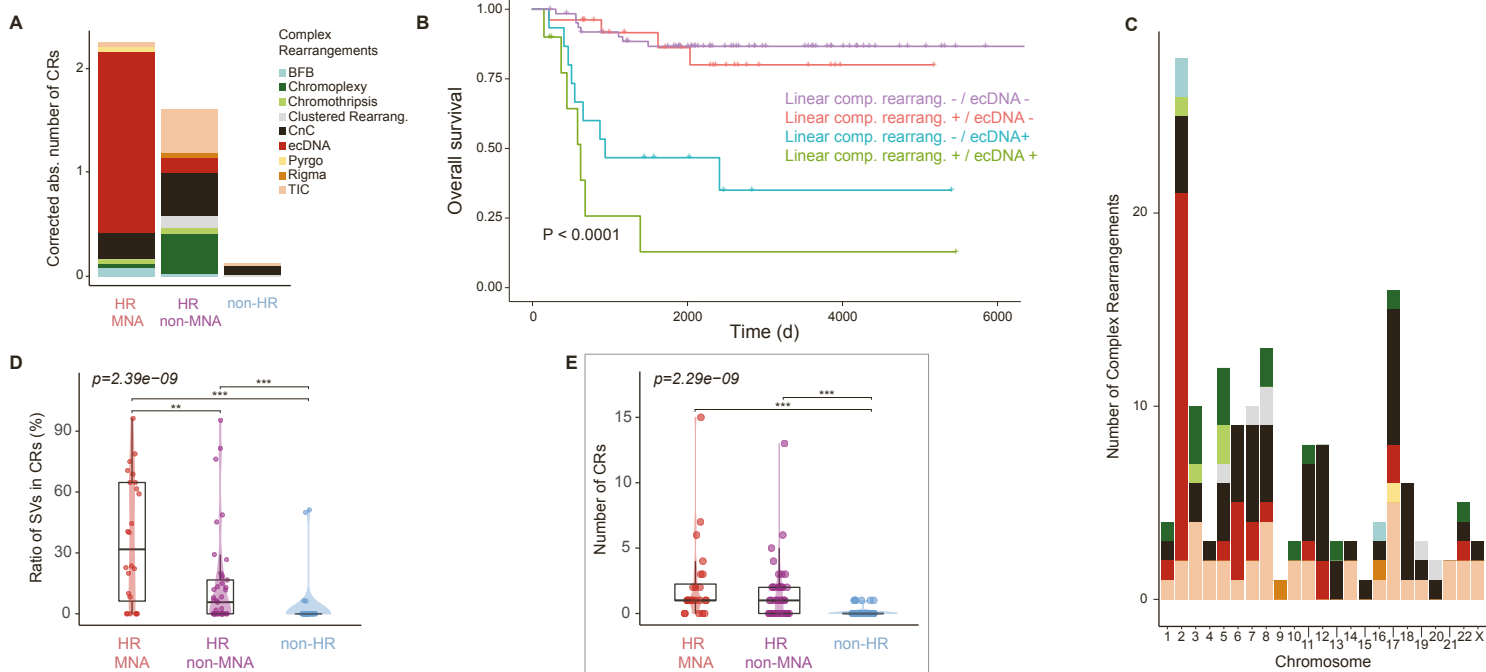 A
Corrected abs. number of CRs
2
1
0
HR
MNA
HR
non-MNA
non-HR
Complex
Rearrangements
BFB
Chromoplexy
Chromothripsis
Clustered Rearrang.
CnC
ecDNA
Pyrgo
Rigma
TIC
B
Overall survival
1.00
0.75
0.50
0.25
0.00
Linear comp. rearrang. - / ecDNA -
Linear comp. rearrang. + / ecDNA -
Linear comp. rearrang. - / ecDNA+
Linear comp. rearrang. + / ecDNA +
P < 0.0001
0 2000 4000 6000
Time (d)
C
Number of Complex Rearrangements
20
10
0
1 2 3 4 5 6 7 8 9 10 11 12 13 14 15 16 17 18 19 20 21 22 X
Chromosome
D
p=2.39e-09
***
***
**
Ratio of SVs in CRs (%)
90
60
30
0
HR
MNA
HR
non-MNA
non-HR
E
p=2.29e-09
***
***
Number of CRs
15
10
5
0
HR
MNA
HR
non-MNA
non-HR